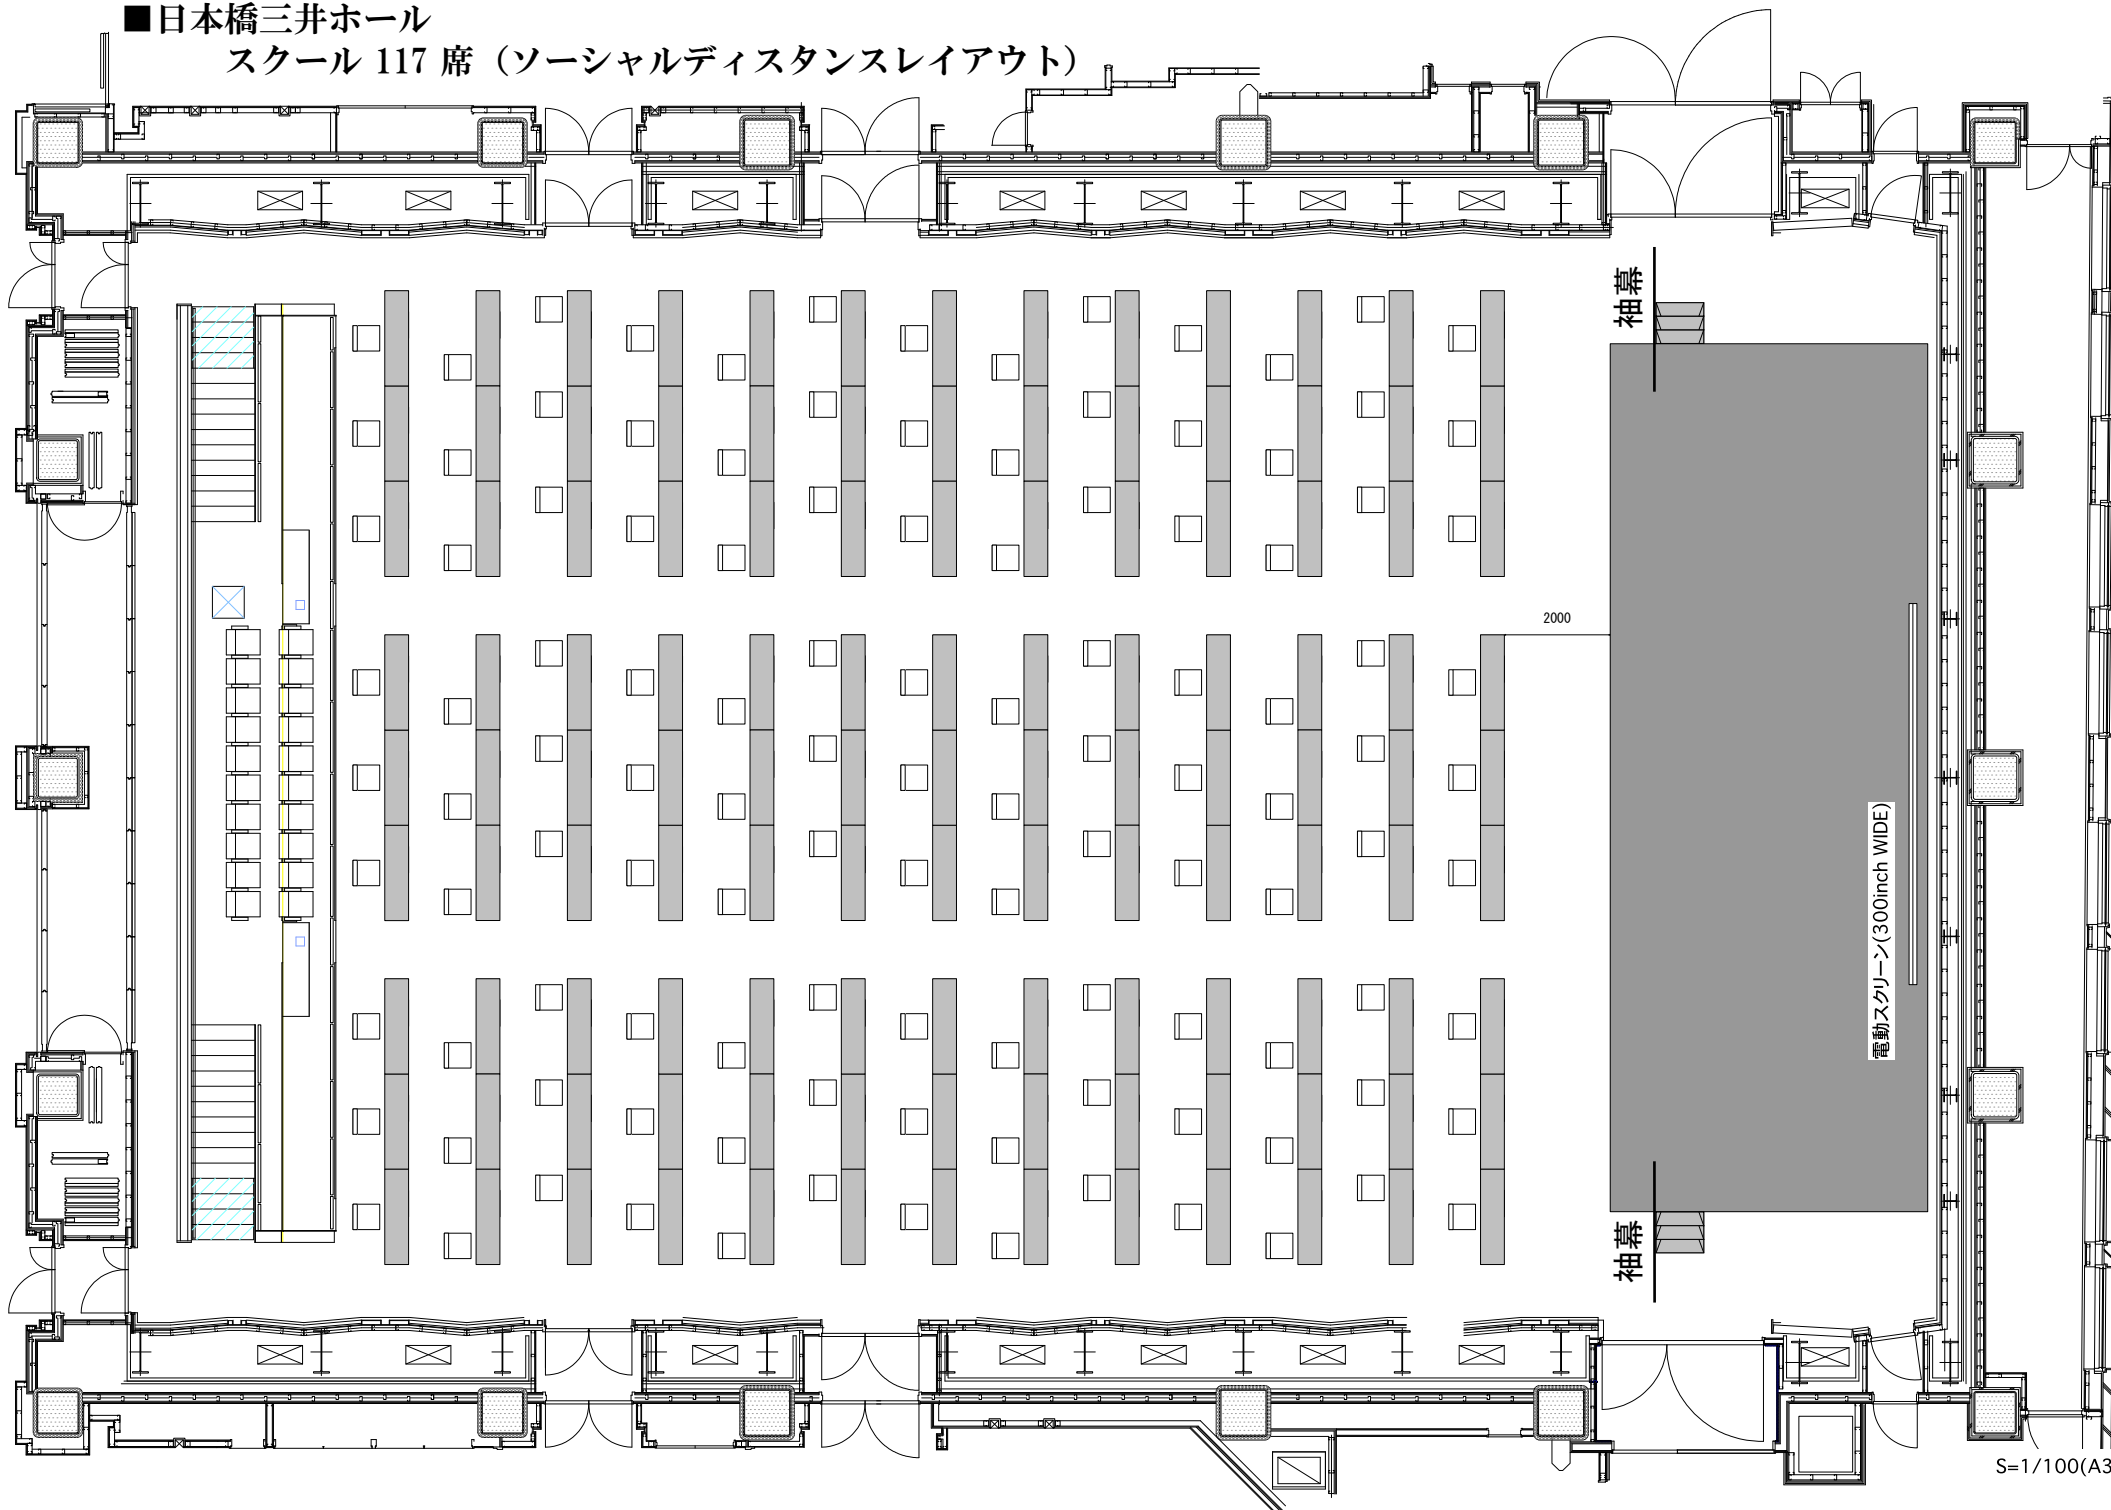 ■日本橋三井ホール
スクール 117 席（ソーシャルディスタンスレイアウト）
袖幕
2000
電動スクリーン(300inch WIDE)
袖幕
S=1/100(A3